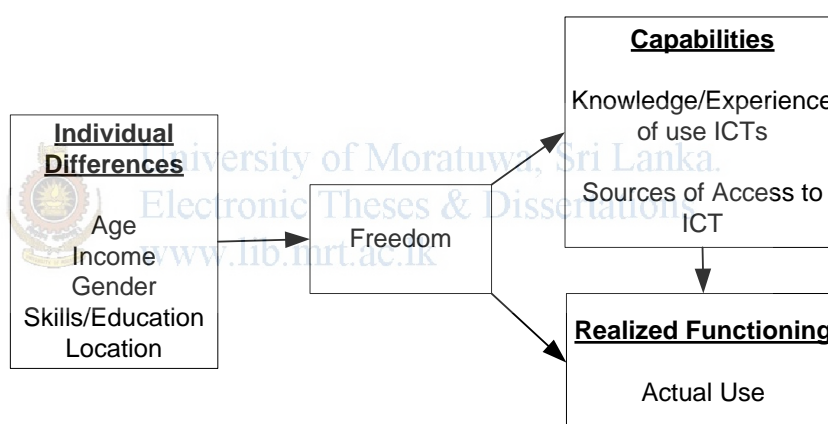 Individual
Differences
Age
Income
Gender
Skills/Education
Location
Freedom
Capabilities
Knowledge/Experience
of use ICTs
Sources of Access to
ICT
Realized Functioning
Actual Use
University of Moratuwa, Sri Lanka.
Electronic Theses & Dissertations
www.lib.mrt.ac.lk